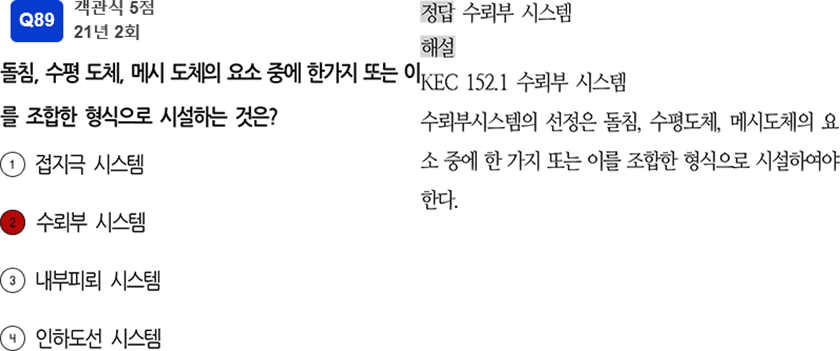 Q89
객관식 5점
21년 2회
돌침, 수평 도체, 메시 도체의 요소 중에 한가지 또는 이
를 조합한 형식으로 시설하는 것은?
1 접지극 시스템
2 수뢰부 시스템
3 내부피뢰 시스템
4 인하도선 시스템
정답 수뢰부 시스템
해설
KEC 152.1 수뢰부 시스템
수뢰부시스템의 선정은 돌침, 수평도체, 메시도체의 요
소 중에 한 가지 또는 이를 조합한 형식으로 시설하여야
한다.